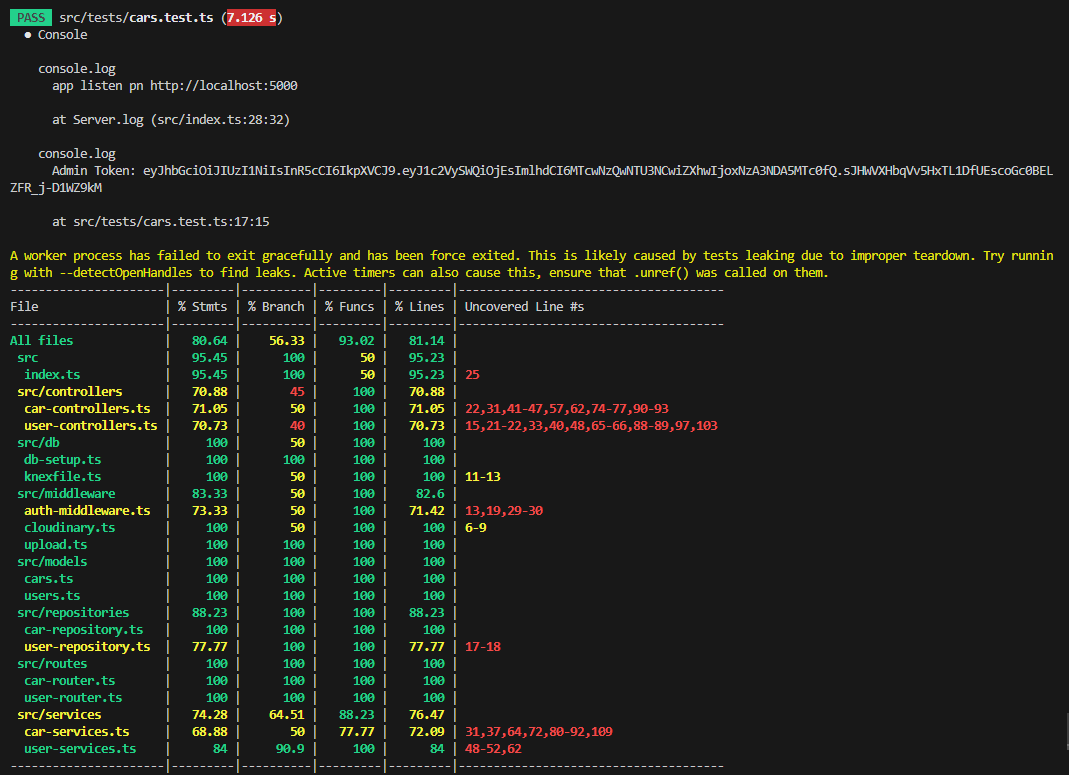 PASS src/tests/cars.test.ts (7.126 s)
● Console
console.log
app listen pn http://localhost:5000
at Server.log (src/index.ts:28:32)
console.log
Admin Token: eyJhbGciOiJIUzI1NiIsInR5cCI6IkpXVCJ9.eyJ1c2VySWQiOjEsImlhdCI6MTcwNzQwNTU3NCwiZXhwIjoxNzA3NDA5MTc0fQ.sJHWVXHbqVv5HxTL1DfUEscoGc0BEL
ZFR_j-D1WZ9kM
at src/tests/cars.test.ts:17:15
A worker process has failed to exit gracefully and has been force exited. This is likely caused by tests leaking due to improper teardown. Try runnin
g with --detectOpenHandles to find leaks. Active timers can also cause this, ensure that .unref() was called on them.
----------------------|---------|----------|---------|---------|--------------------------------------
File | % Stmts | % Branch | % Funcs | % Lines | Uncovered Line #s
----------------------|---------|----------|---------|---------|--------------------------------------
All files | 80.64 | 56.33 | 93.02 | 81.14 |
src | 95.45 | 100 | 50 | 95.23 |
index.ts | 95.45 | 100 | 50 | 95.23 | 25
src/controllers | 70.88 | 45 | 100 | 70.88 |
car-controllers.ts | 71.05 | 50 | 100 | 71.05 | 22,31,41-47,57,62,74-77,90-93
user-controllers.ts | 70.73 | 40 | 100 | 70.73 | 15,21-22,33,40,48,65-66,88-89,97,103
src/db | 100 | 50 | 100 | 100 |
db-setup.ts | 100 | 100 | 100 | 100 |
knexfile.ts | 100 | 50 | 100 | 100 | 11-13
src/middleware | 83.33 | 50 | 100 | 82.6 |
auth-middleware.ts | 73.33 | 50 | 100 | 71.42 | 13,19,29-30
cloudinary.ts | 100 | 50 | 100 | 100 | 6-9
upload.ts | 100 | 100 | 100 | 100 |
src/models | 100 | 100 | 100 | 100 |
cars.ts | 100 | 100 | 100 | 100 |
users.ts | 100 | 100 | 100 | 100 |
src/repositories | 88.23 | 100 | 100 | 88.23 |
car-repository.ts | 100 | 100 | 100 | 100 |
user-repository.ts | 77.77 | 100 | 100 | 77.77 | 17-18
src/routes | 100 | 100 | 100 | 100 |
car-router.ts | 100 | 100 | 100 | 100 |
user-router.ts | 100 | 100 | 100 | 100 |
src/services | 74.28 | 64.51 | 88.23 | 76.47 |
car-services.ts | 68.88 | 50 | 77.77 | 72.09 | 31,37,64,72,80-92,109
user-services.ts | 84 | 90.9 | 100 | 84 | 48-52,62
----------------------|---------|----------|---------|---------|--------------------------------------